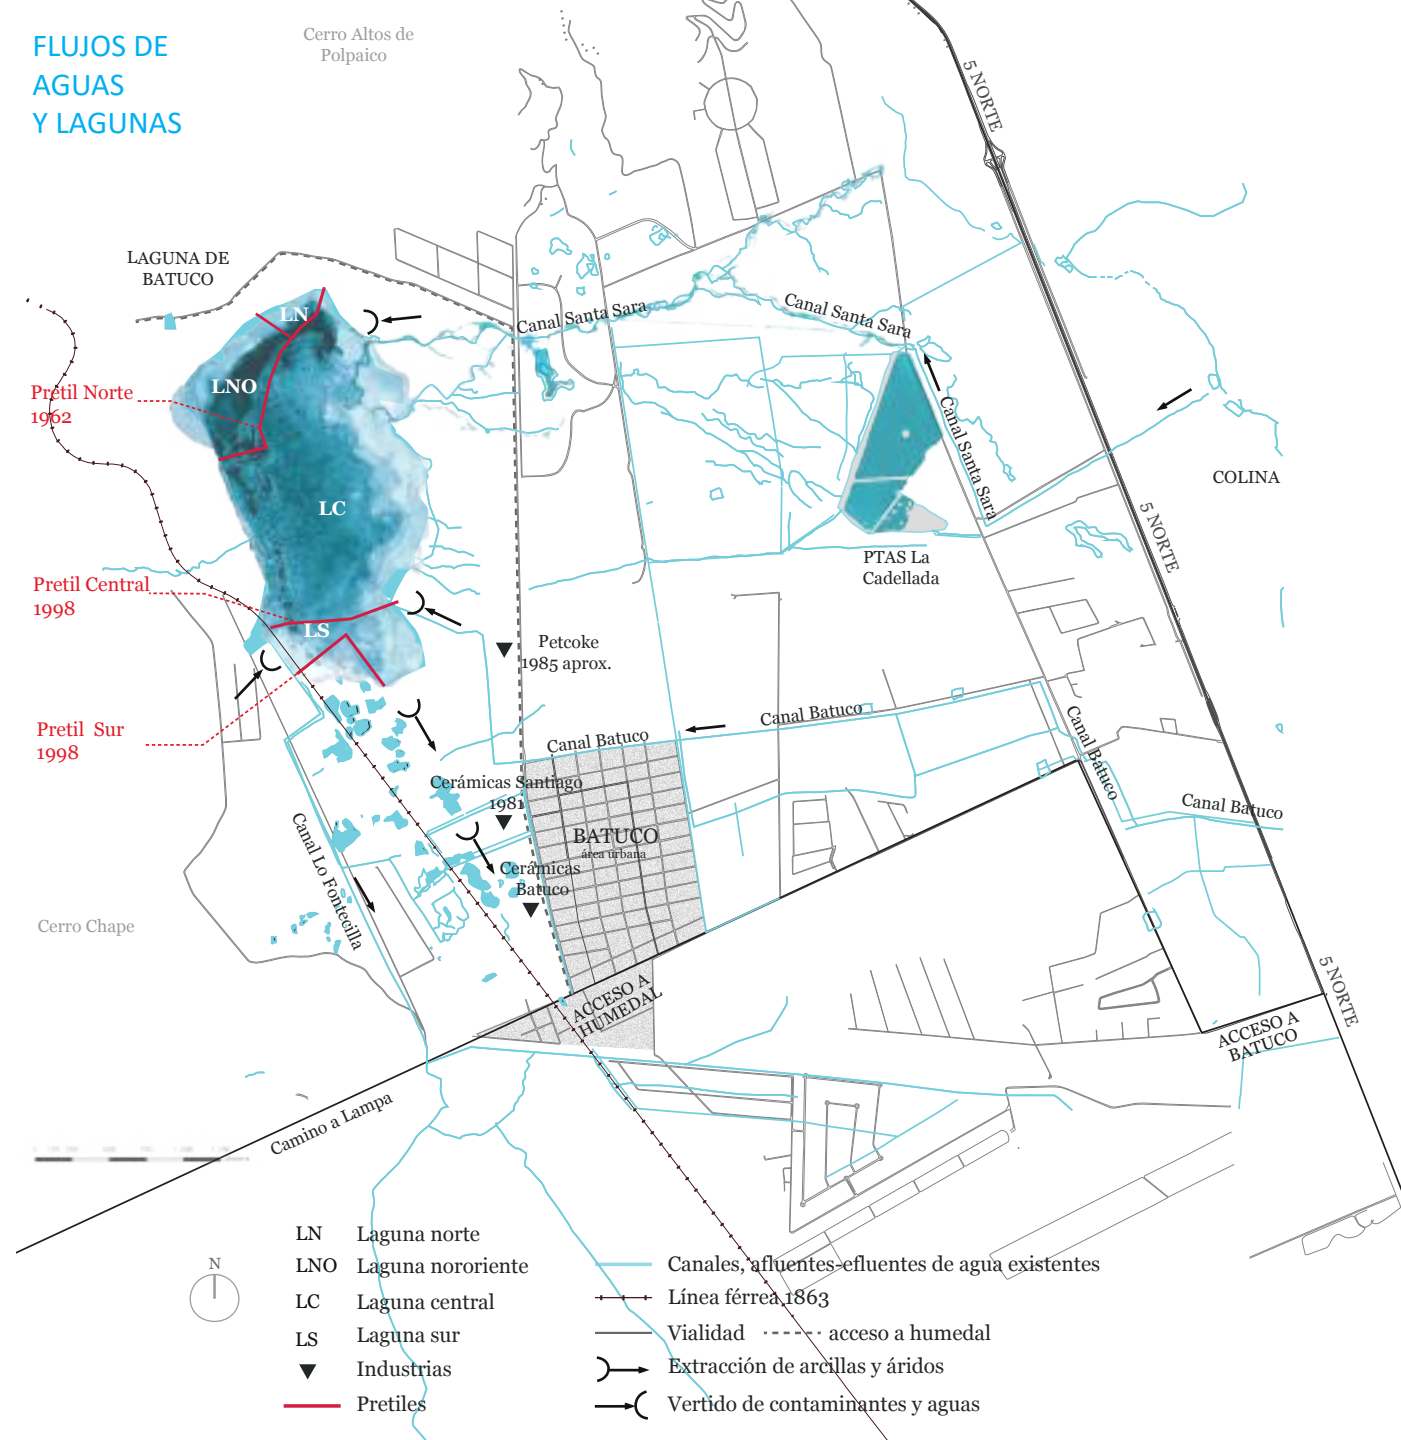 FLUJOS DE
AGUAS
Y LAGUNAS
Cerro Altos de
Polpaico
5 NORTE
LAGUNA DE
BATUCO
LN
Canal Santa Sara
Canal Santa Sara
LNO
Pretil Norte
1962
Canal Santa Sara
COLINA
LC
5 NORTE
PTAS La
Cadellada
Pretil Central
1998
LS
Petcoke
1985 aprox.
Pretil Sur
1998
Canal Batuco
Canal Batuco
Canal Batuco
Canal Batuco
Cerámicas Santiago
1981
BATUCO
área urbana
Canal Lo Fontecilla
Cerámicas
Batuco
Cerro Chape
ACCESO A
HUMEDAL
5 NORTE
ACCESO A
BATUCO
Camino a Lampa
N
LN Laguna norte
LNO Laguna nororiente
LC Laguna central
LS Laguna sur
Industrias
Pretiles
Canales, afluentes-efluentes de agua existentes
Línea férrea 1863
Vialidad acceso a humedal
Extracción de arcillas y áridos
Vertido de contaminantes y aguas